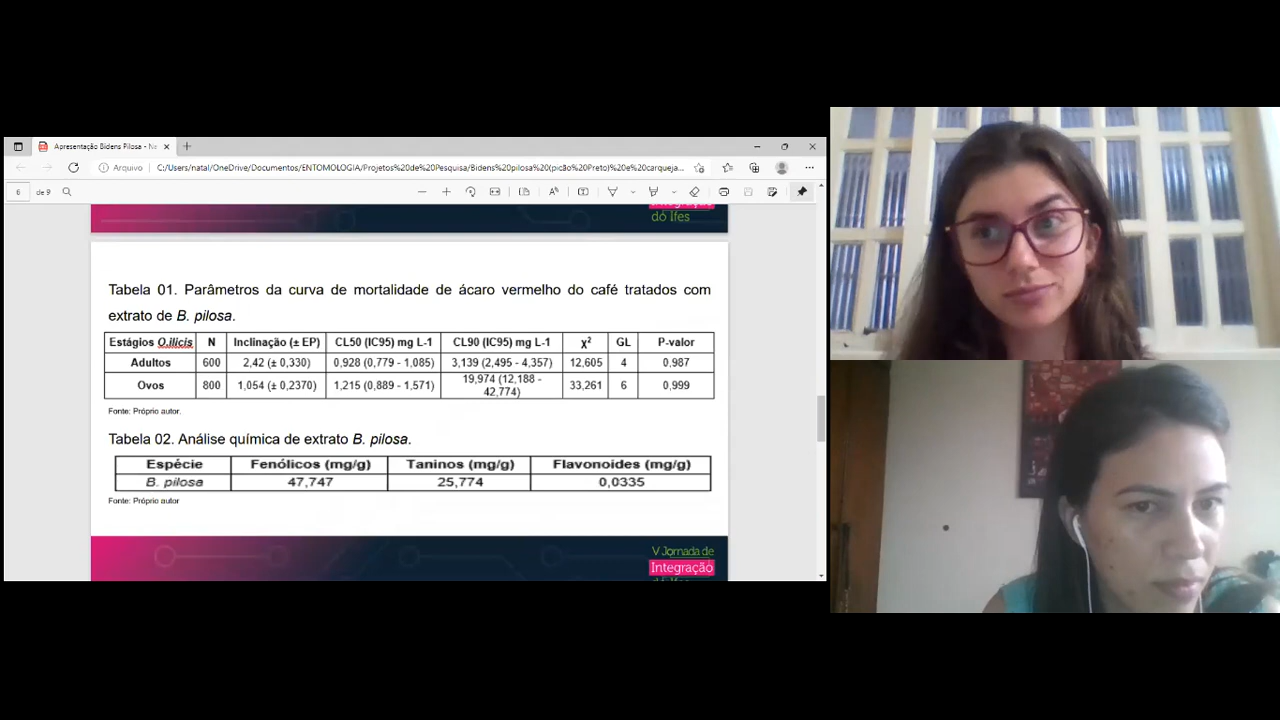 Apresentação Bidens Pilosa - Ne
Arquivo
C:/Users/natal/OneDrive/Documentos/ENTOMOLOGIA/Projetos%20de%20Pesquisa/Bidens%20pilosa%20(picão%20Preto)%20e%20carqueja...
6 de 9
Integração
do Ifes
Tabela 01. Parâmetros da curva de mortalidade de ácaro vermelho do café tratados com
extrato de B. pilosa.
Estágios O.ilicis N Inclinação (± EP) CL50 (IC95) mg L-1 CL90 (IC95) mg L-1 χ² GL P-valor
Adultos 600 2,42 (± 0,330) 0,928 (0,779 - 1,085) 3,139 (2,495 - 4,357) 12,605 4 0,987
Ovos 800 1,054 (± 0,2370) 1,215 (0,889 - 1,571) 19,974 (12,188 -
42,774) 33,261 6 0,999
Fonte: Próprio autor.
Tabela 02. Análise química de extrato B. pilosa.
Espécie Fenólicos (mg/g) Taninos (mg/g) Flavonoides (mg/g)
B. pilosa 47,747 25,774 0,0335
Fonte: Próprio autor
V Jornada de
Integração
do Ifes